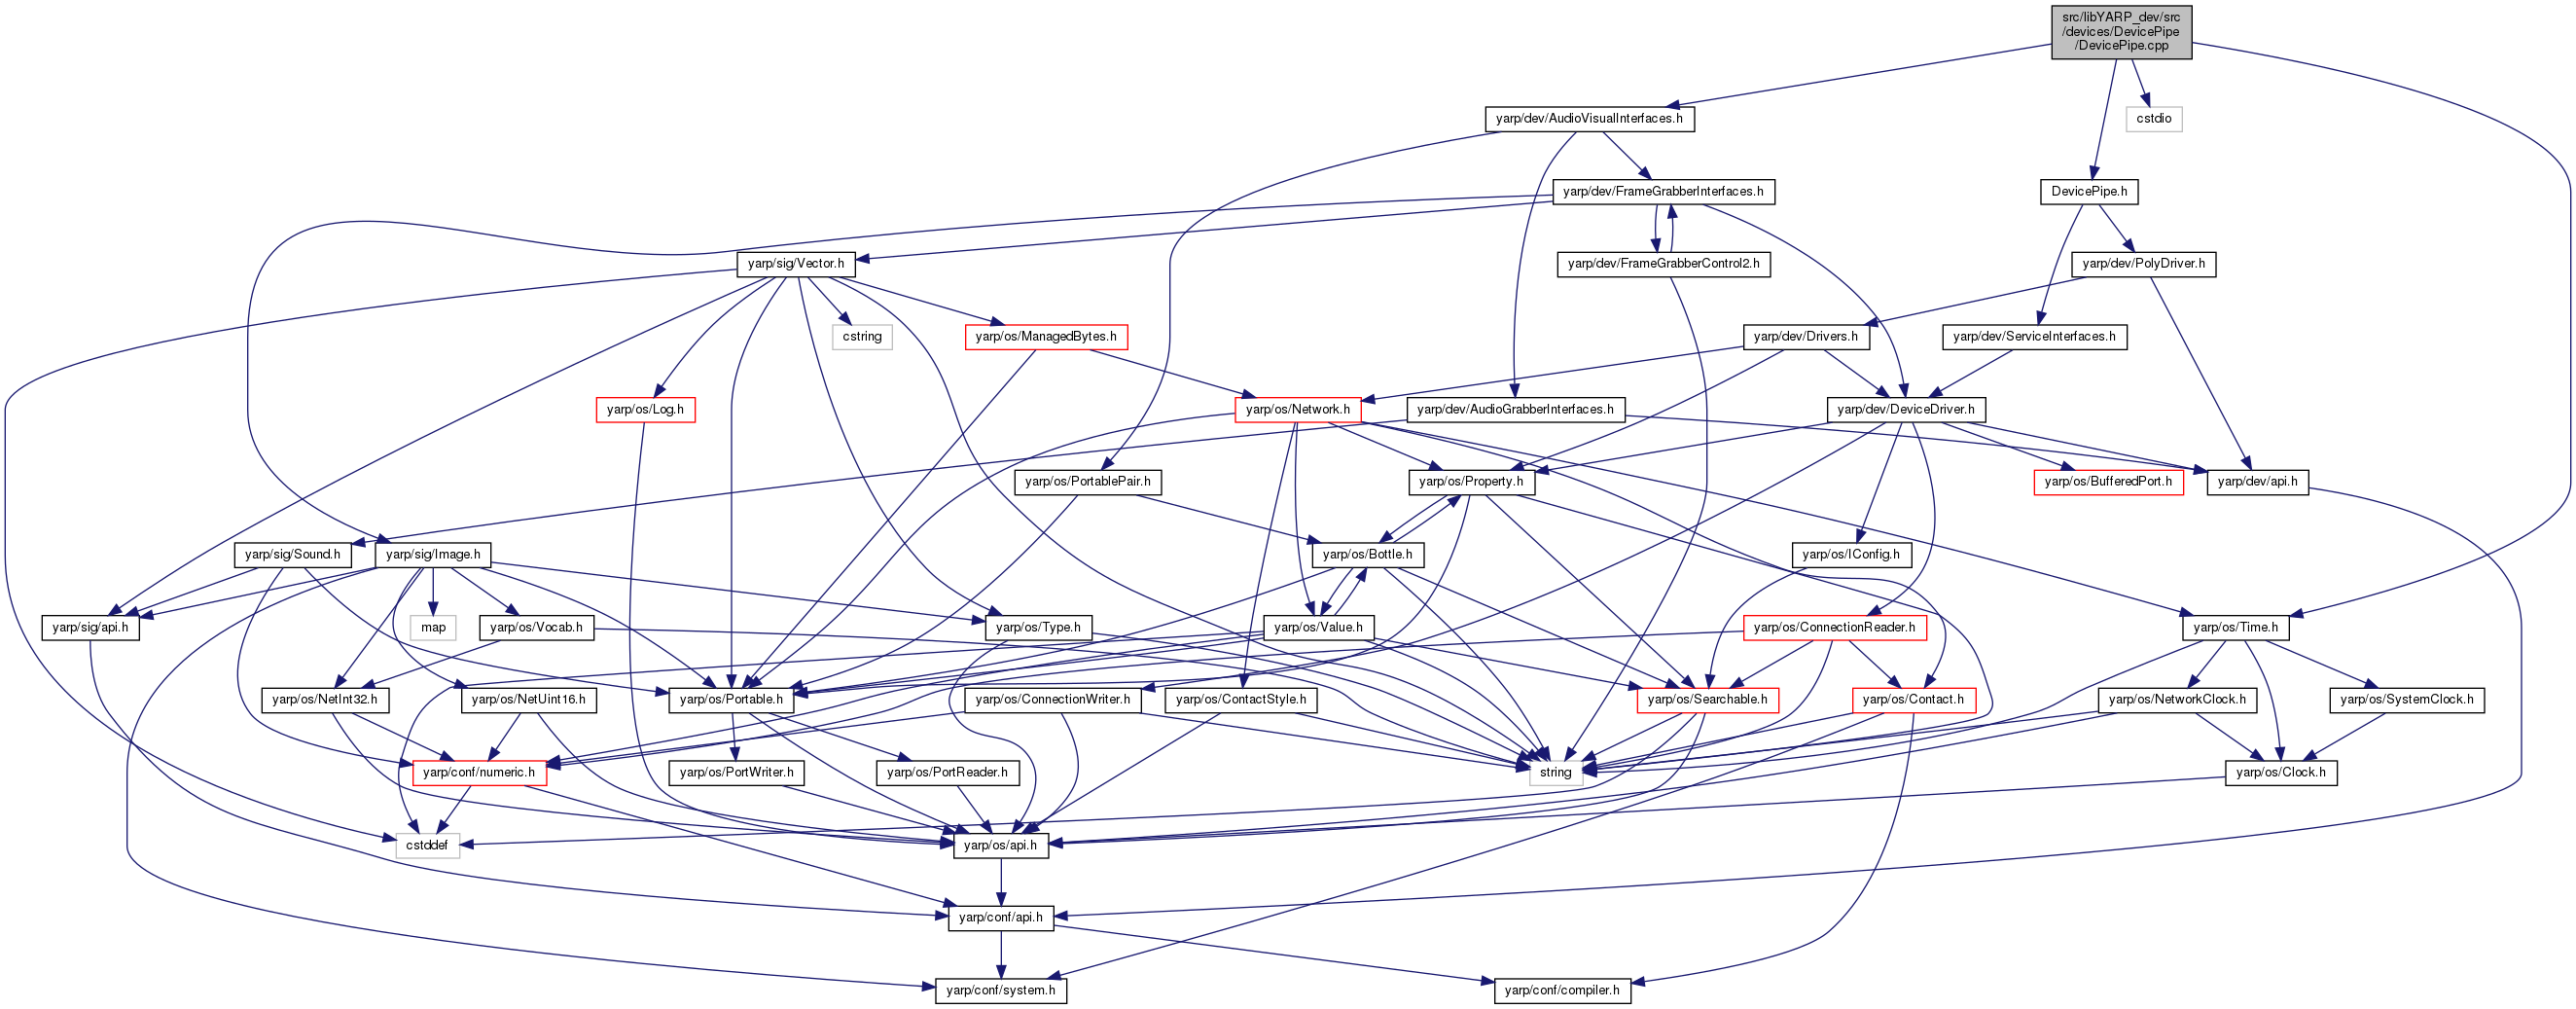 src/libYARP_dev/src
/devices/DevicePipe
/DevicePipe.cpp
yarp/dev/AudioVisualInterfaces.h
cstdio
yarp/dev/FrameGrabberInterfaces.h
DevicePipe.h
yarp/sig/Vector.h
yarp/dev/FrameGrabberControl2.h
yarp/dev/PolyDriver.h
cstring
yarp/os/ManagedBytes.h
yarp/dev/Drivers.h
yarp/dev/ServiceInterfaces.h
yarp/os/Log.h
yarp/os/Network.h
yarp/dev/AudioGrabberInterfaces.h
yarp/dev/DeviceDriver.h
yarp/os/PortablePair.h
yarp/os/Property.h
yarp/os/BufferedPort.h
yarp/dev/api.h
yarp/sig/Sound.h
yarp/sig/Image.h
yarp/os/Bottle.h
yarp/os/IConfig.h
yarp/sig/api.h
map
yarp/os/Vocab.h
yarp/os/Type.h
yarp/os/Value.h
yarp/os/ConnectionReader.h
yarp/os/Time.h
yarp/os/NetInt32.h
yarp/os/NetUint16.h
yarp/os/Portable.h
yarp/os/ConnectionWriter.h
yarp/os/ContactStyle.h
yarp/os/Searchable.h
yarp/os/Contact.h
yarp/os/NetworkClock.h
yarp/os/SystemClock.h
yarp/conf/numeric.h
yarp/os/PortWriter.h
yarp/os/PortReader.h
string
yarp/os/Clock.h
cstddef
yarp/os/api.h
yarp/conf/api.h
yarp/conf/system.h
yarp/conf/compiler.h